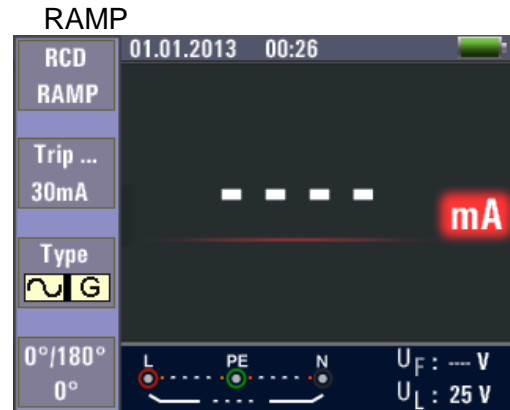 RAMP
01.01.2013 00:26
RCD
RAMP
Trip ...
30mA
- - - -
mA
Type
G
0°/180°
0°
L PE N
UF : --- V
UL : 25 V